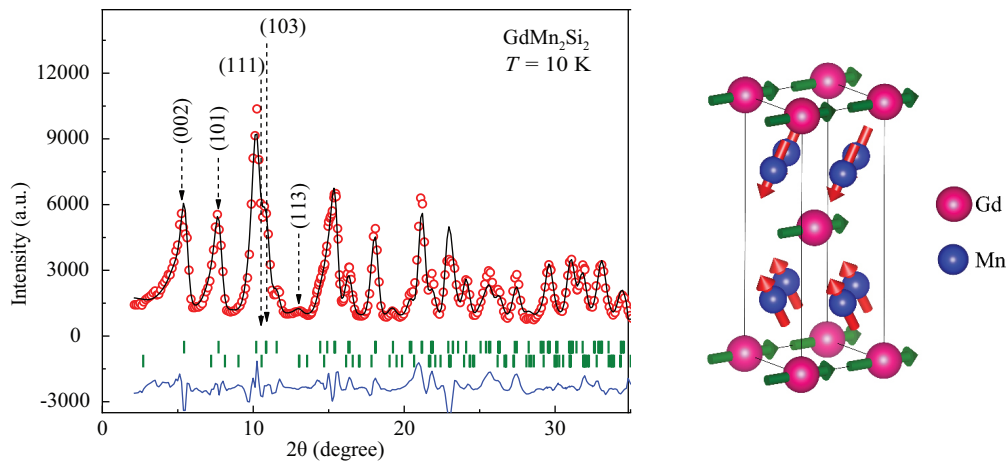 GdMn₂Si₂
T = 10 K
(002)
(101)
(111)
(103)
(113)
12000
9000
6000
3000
0
-3000
Intensity (a.u.)
0
10
20
30
2θ (degree)
Gd
Mn